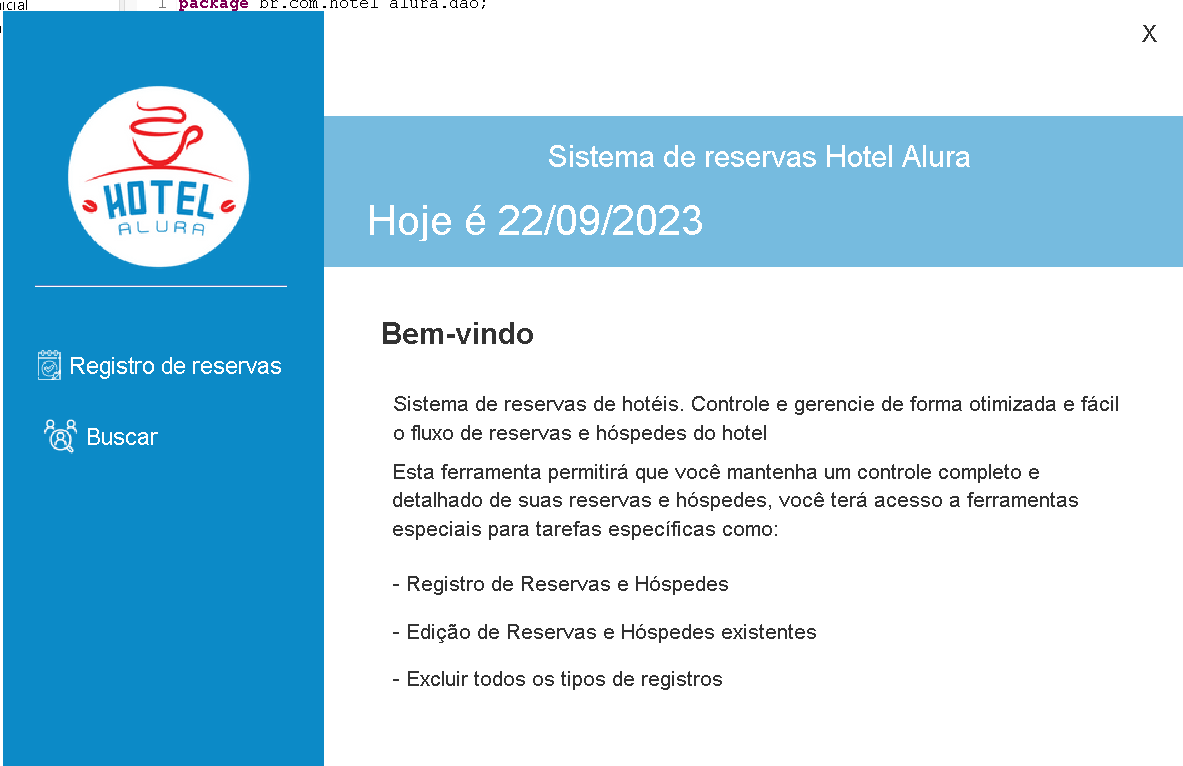 1 package br.com.hotel alura.dao;
X
HOTEL
ALURA
Sistema de reservas Hotel Alura
Hoje é 22/09/2023
Registro de reservas
Buscar
Bem-vindo
Sistema de reservas de hotéis. Controle e gerencie de forma otimizada e fácil
o fluxo de reservas e hóspedes do hotel
Esta ferramenta permitirá que você mantenha um controle completo e
detalhado de suas reservas e hóspedes, você terá acesso a ferramentas
especiais para tarefas específicas como:
- Registro de Reservas e Hóspedes
- Edição de Reservas e Hóspedes existentes
- Excluir todos os tipos de registros